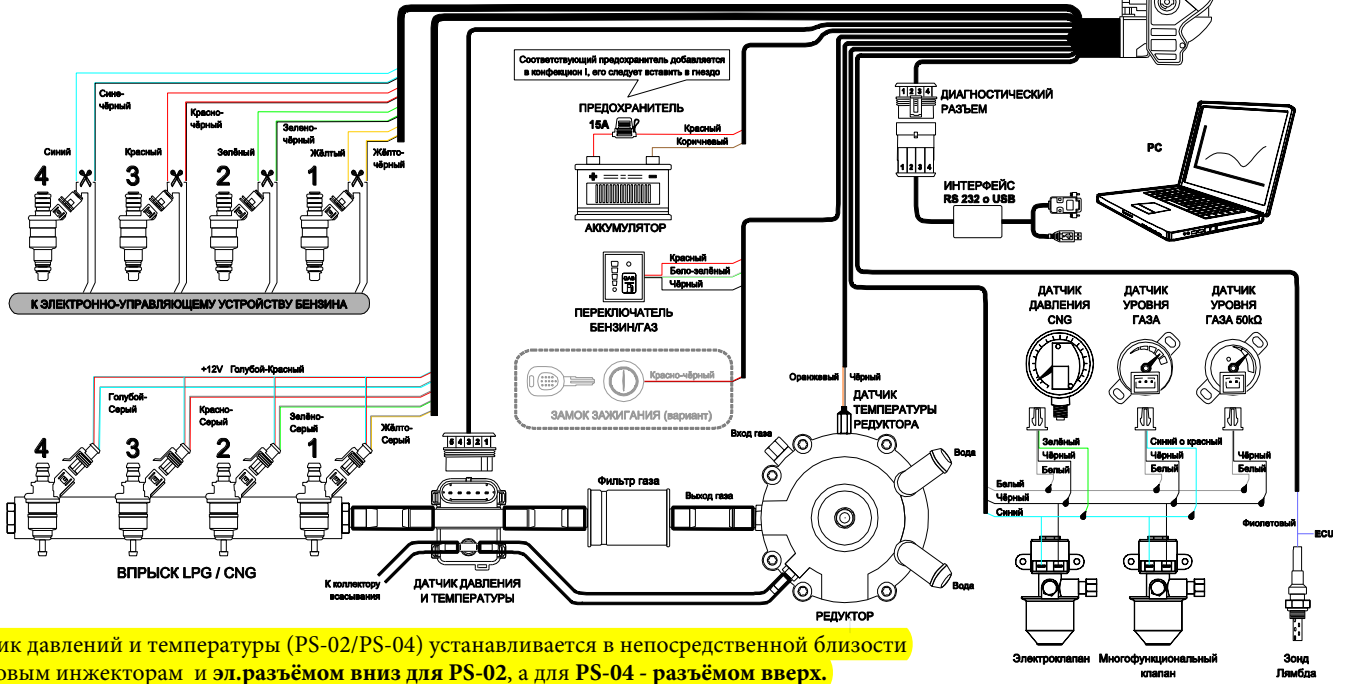 Соответствующий предохранитель добавляется
в конфекцион I, его следует вставить в гнездо
ПРЕДОХРАНИТЕЛЬ
15А
Красный
Коричневый
+ -
АККУМУЛЯТОР
Сине-
чёрный
Красно-
чёрный
Зелено-
чёрный
Жёлто-
чёрный
Синий
Красный
Зелёный
Жёлтый
4
3
2
1
К ЭЛЕКТРОННО-УПРАВЛЯЮЩЕМУ УСТРОЙСТВУ БЕНЗИНА
1 2 3 4
ДИАГНОСТИЧЕСКИЙ
РАЗЪЕМ
1 2 3 4
ИНТЕРФЕЙС
RS 232 о USB
PC
GAS
Красный
Бело-зелёный
Чёрный
ПЕРЕКЛЮЧАТЕЛЬ
БЕНЗИН/ГАЗ
Красно-чёрный
ЗАМОК ЗАЖИГАНИЯ (вариант)
ДАТЧИК
ДАВЛЕНИЯ
CNG
ДАТЧИК
УРОВНЯ
ГАЗА
ДАТЧИК
УРОВНЯ
ГАЗА 50kΩ
+12V Голубой-Красный
Голубой-
Серый
Красно-
Серый
Зелёно-
Серый
Жёлто-
Серый
4
3
2
1
ВПРЫСК LPG / CNG
5 4 3 2 1
ДАТЧИК ДАВЛЕНИЯ
И ТЕМПЕРАТУРЫ
К коллектору
всасывания
Фильтр газа
Выход газа
Вход газа
Оранжевый
Чёрный
ДАТЧИК
ТЕМПЕРАТУРЫ
РЕДУКТОРА
Вода
Вода
РЕДУКТОР
Зелёный
Чёрный
Белый
Синий о красный
Чёрный
Белый
Чёрный
Белый
Белый
Чёрный
Синий
Фиолетовый
ECU
Электроклапан
Многофункциональный
клапан
Зонд
Лямбда
ик давлений и температуры (PS-02/PS-04) устанавливается в непосредственной близости
овым инжекторам и эл.разъёмом вниз для PS-02, а для PS-04 - разъёмом вверх.